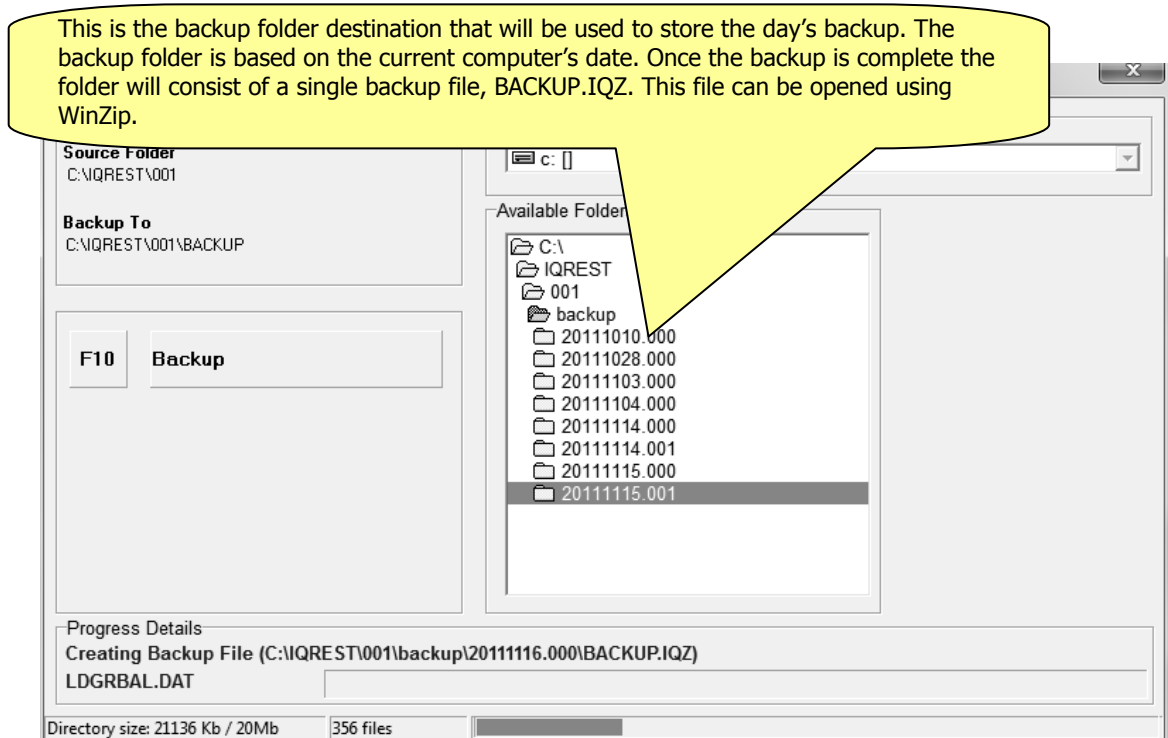 This is the backup folder destination that will be used to store the day's backup. The
backup folder is based on the current computer's date. Once the backup is complete the
folder will consist of a single backup file, BACKUP.IQZ. This file can be opened using
WinZip.
Source Folder
C:\IQREST\001
Backup To
C:\IQREST\001\BACKUP
F10 Backup
c: []
Available Folder
C:\
IQREST
001
backup
20111010.000
20111028.000
20111103.000
20111104.000
20111114.000
20111114.001
20111115.000
20111115.001
Progress Details
Creating Backup File (C:\IQREST\001\backup\20111116.000\BACKUP.IQZ)
LDGRBAL.DAT
Directory size: 21136 Kb / 20Mb 356 files